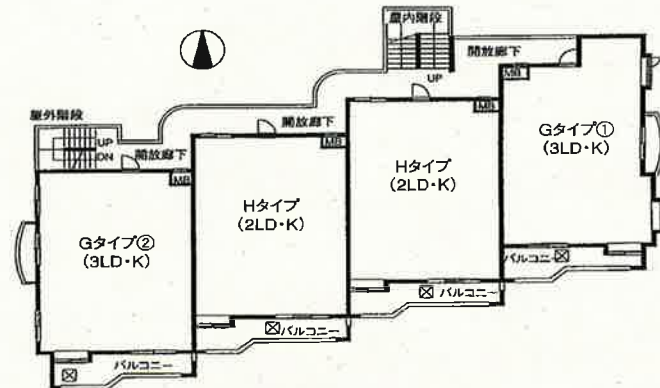 屋内階段
開放廊下
UP
MB
MB
Gタイプ①
(3LD・K)
屋外階段
開放廊下
UP
DN
開放廊下
MB
Hタイプ
(2LD・K)
MB
Hタイプ
(2LD・K)
Gタイプ②
(3LD・K)
バルコニー
バルコニー
バルコニー
バルコニー